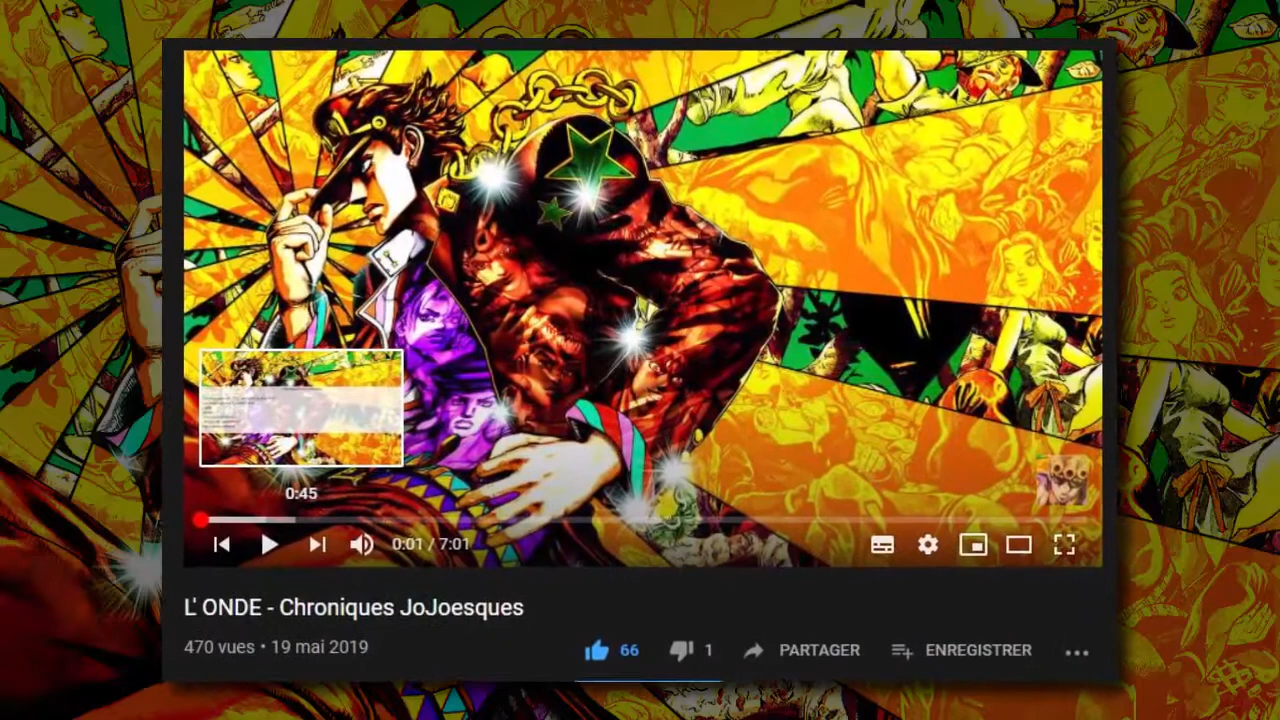 0:45
0:01 / 7:01
L' ONDE - Chroniques JoJoesques
470 vues • 19 mai 2019
66
1
PARTAGER
ENREGISTRER